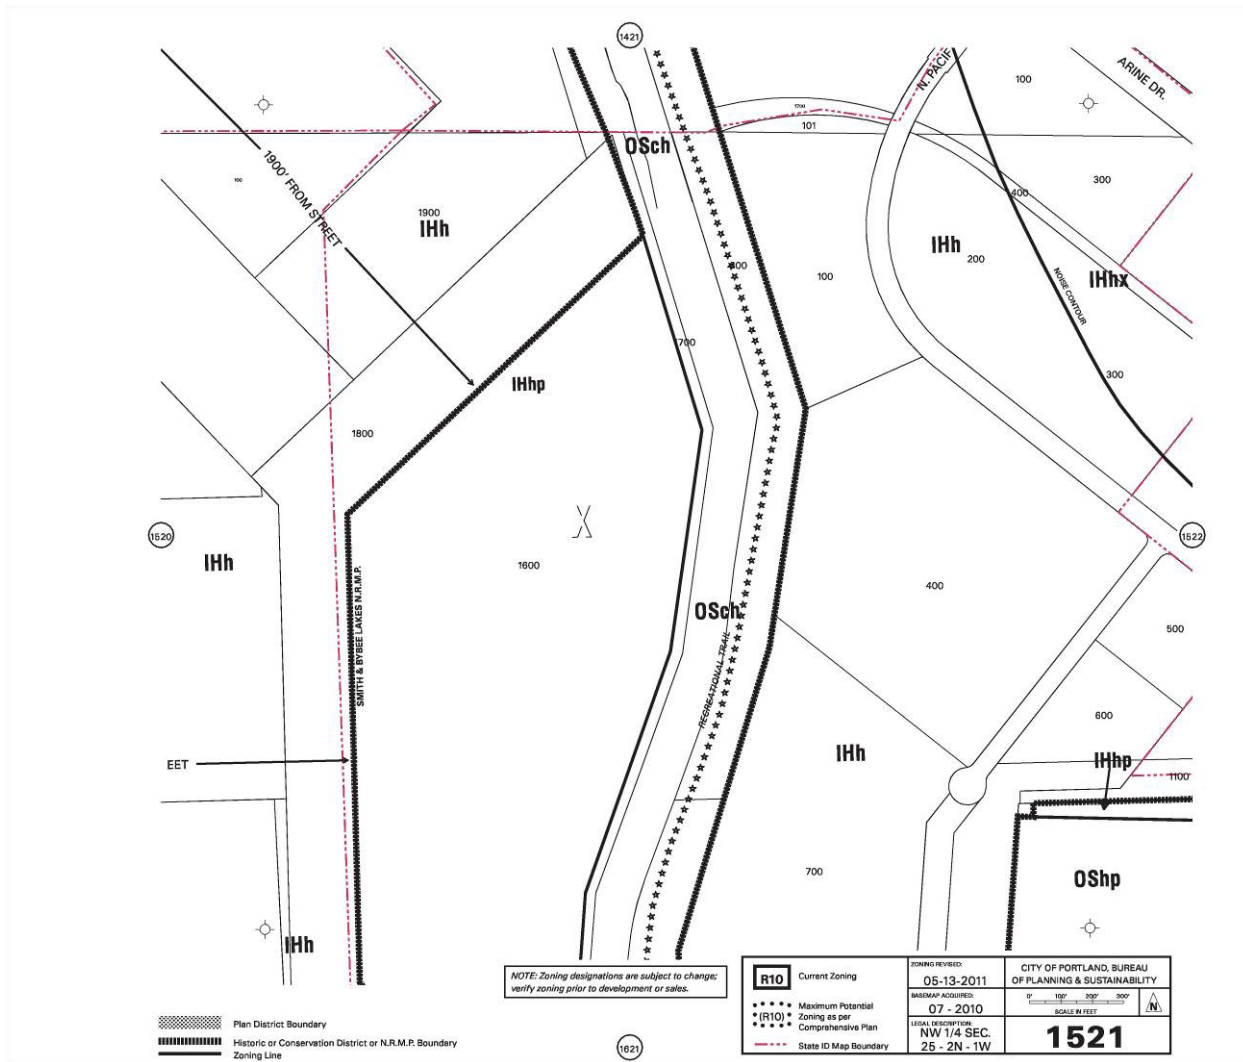 1421
N. PACIF
ARINE DR.
100
1700
101
OSch
1900' FROM STREET
100
1900
IHh
400
300
IHh
200
100
800
IHhx
NOISE CONTOUR
700
300
IHhp
1800
1520
1522
IHh
1600
SMITH & BYBEE LAKES N.R.M.P.
400
OSch
RECREATIONAL TRAIL
500
600
IHh
IHhp
EET
1100
700
OShp
IHh
NOTE: Zoning designations are subject to change;
verify zoning prior to development or sales.
Plan District Boundary
Historic or Conservation District or N.R.M.P. Boundary
Zoning Line
1621
R10 Current Zoning
(R10) Maximum Potential
Zoning as per
Comprehensive Plan
State ID Map Boundary
ZONING REVISED:
05-13-2011
BASEMAP ACQUIRED:
07 - 2010
LEGAL DESCRIPTION:
NW 1/4 SEC.
25 - 2N - 1W
CITY OF PORTLAND, BUREAU
OF PLANNING & SUSTAINABILITY
0' 100' 200' 300'
SCALE IN FEET
N
1521